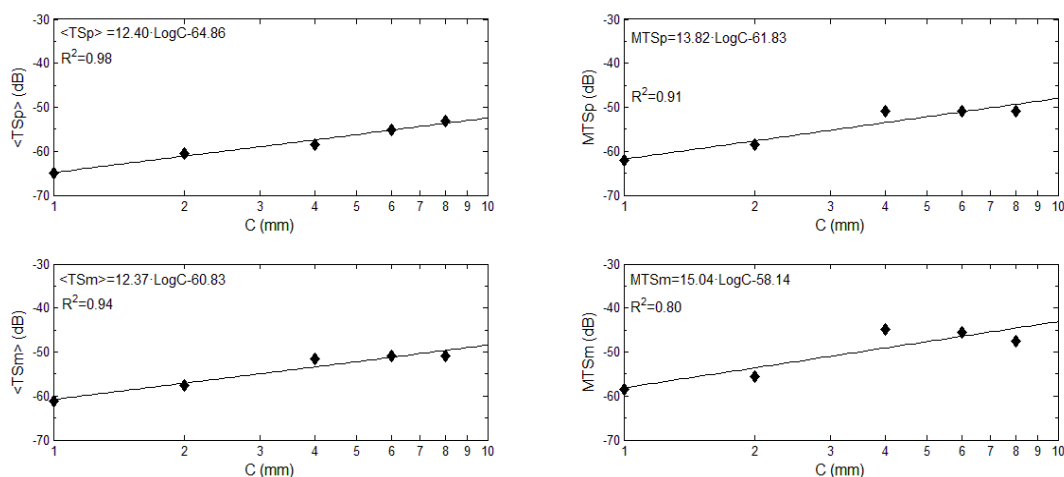 <TSp> =12.40·LogC-64.86
R²=0.98
<TSp> (dB)
-30
-40
-50
-60
-70
1 2 3 4 5 6 7 8 9 10
C (mm)
MTSp=13.82·LogC-61.83
R²=0.91
MTSp (dB)
-30
-40
-50
-60
-70
1 2 3 4 5 6 7 8 9 10
C (mm)
<TSm>=12.37·LogC-60.83
R²=0.94
<TSm> (dB)
-30
-40
-50
-60
-70
1 2 3 4 5 6 7 8 9 10
C (mm)
MTSm=15.04·LogC-58.14
R²=0.80
MTSm (dB)
-30
-40
-50
-60
-70
1 2 3 4 5 6 7 8 9 10
C (mm)